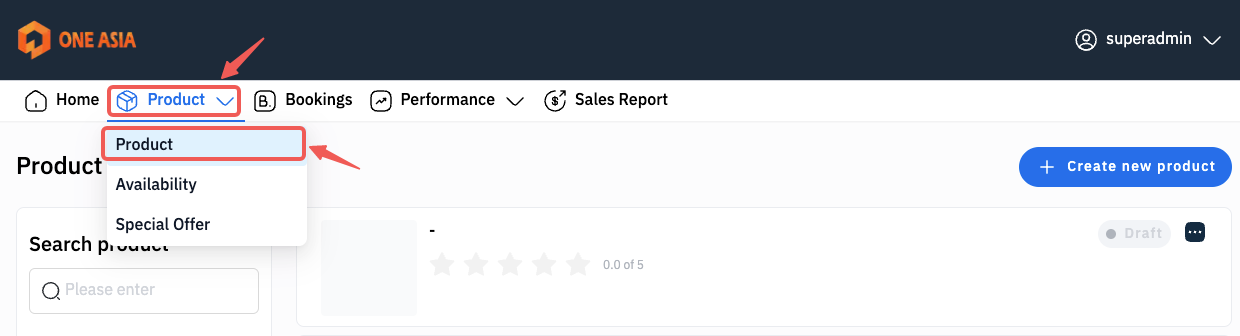 ONE ASIA
superadmin
Home Product B. Bookings Performance $ Sales Report
Product
Availability
Special Offer
Product
+ Create new product
Search product
Please enter
-
Draft
0.0 of 5